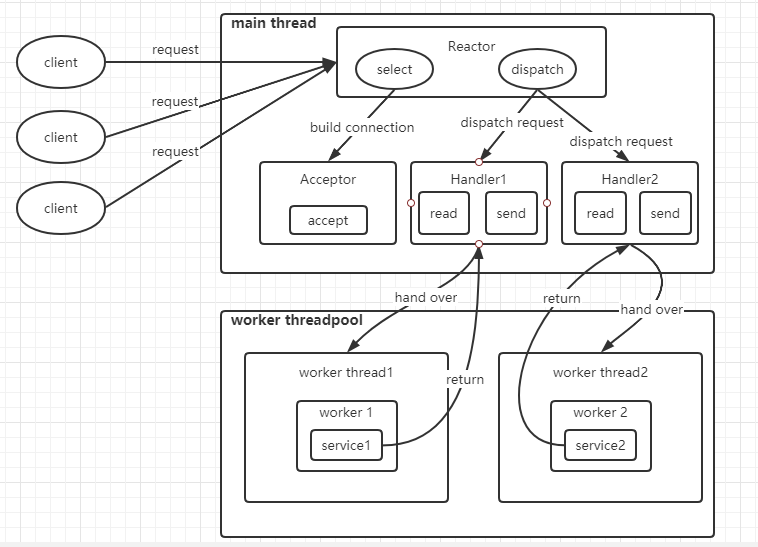 main thread
Reactor
select
dispatch
client
request
client
request
client
request
build connection
dispatch request
dispatch request
Acceptor
accept
Handler1
read
send
Handler2
read
send
hand over
return
return
hand over
worker threadpool
worker thread1
worker 1
service1
worker thread2
worker 2
service2